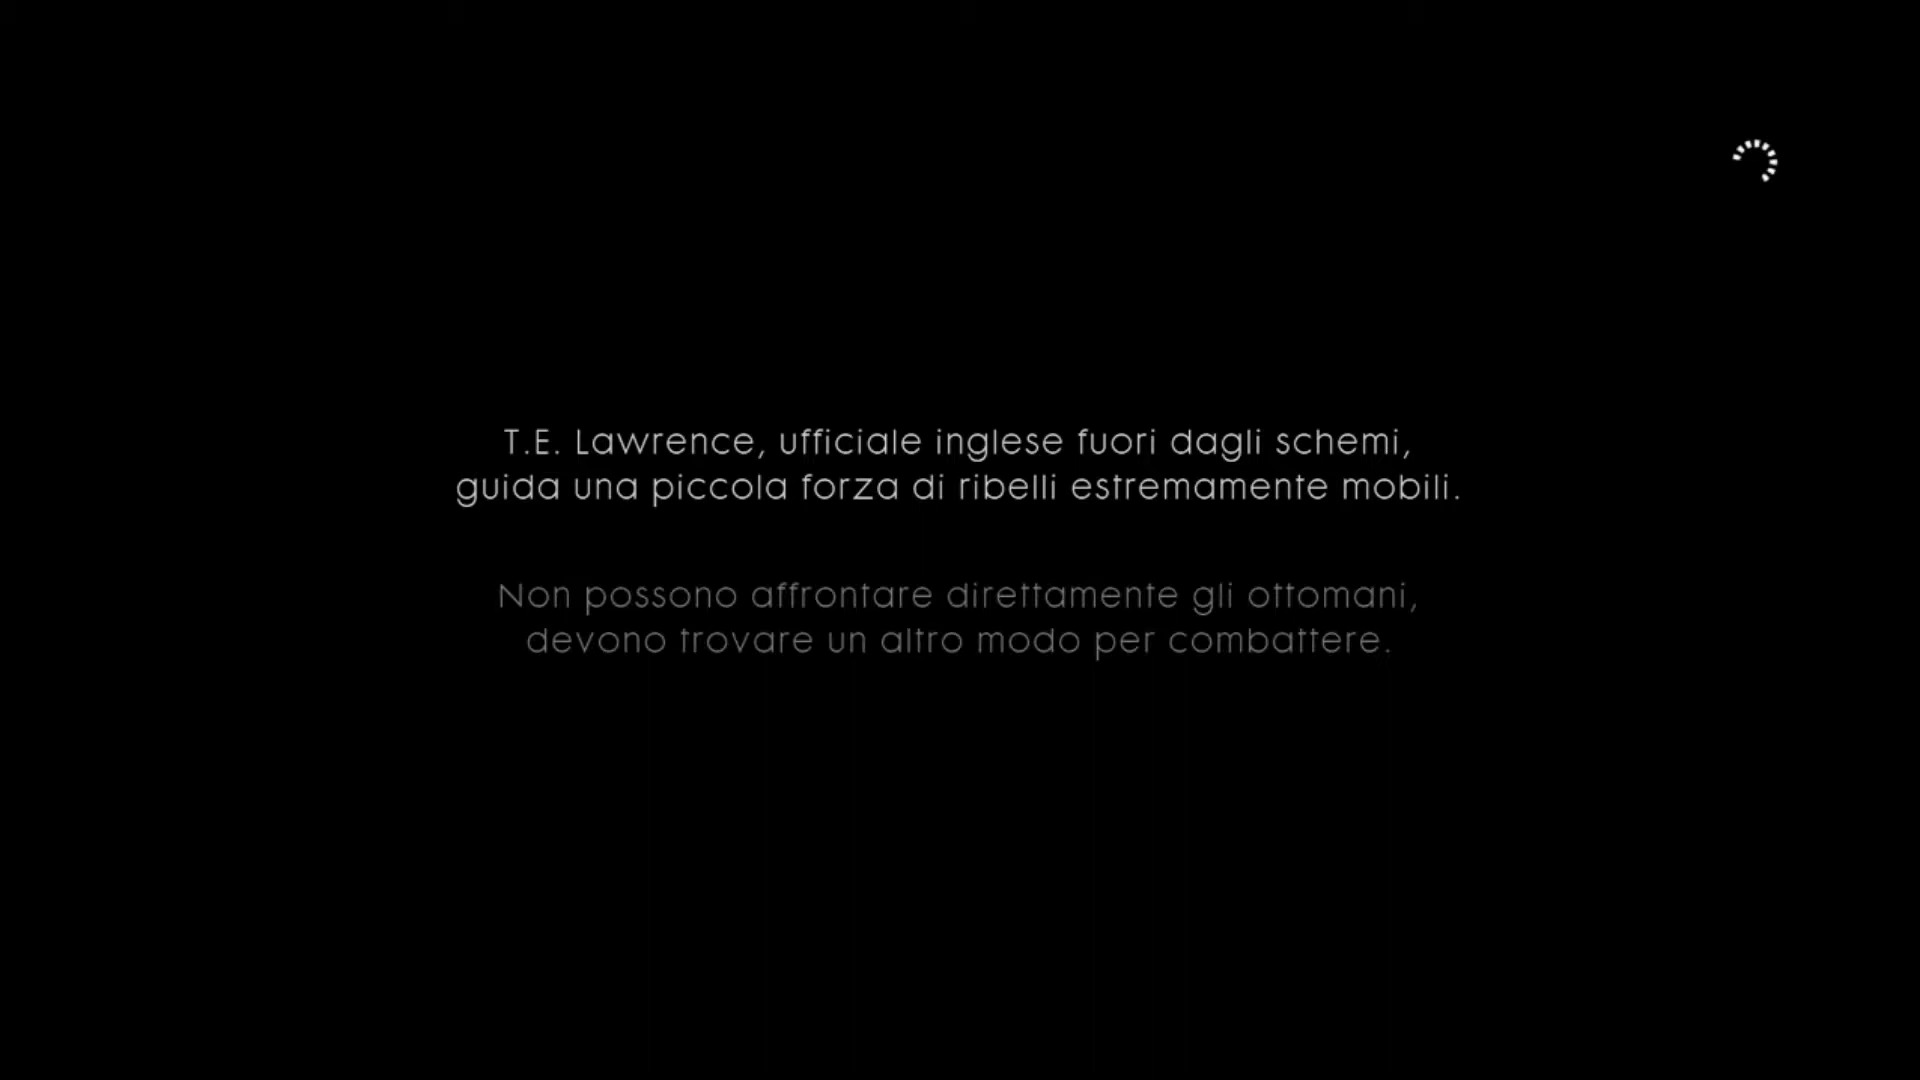 T.E. Lawrence, ufficiale inglese fuori dagli schemi,
guida una piccola forza di ribelli estremamente mobili.
Non possono affrontare direttamente gli ottomani,
devono trovare un altro modo per combattere.